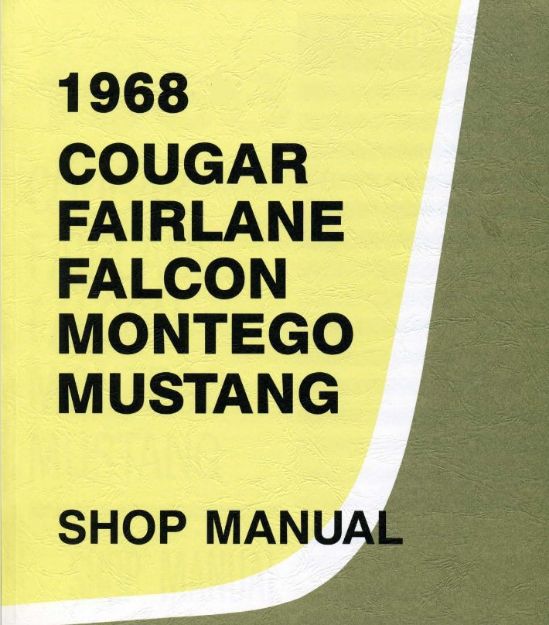 1968
COUGAR
FAIRLANE
FALCON
MONTEGO
MUSTANG
SHOP MANUAL